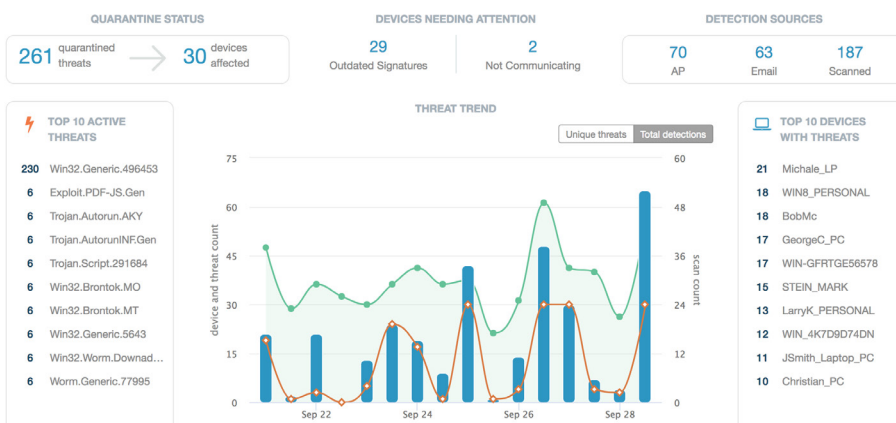 QUARANTINE STATUS
261 quarantined threats
30 devices affected
DEVICES NEEDING ATTENTION
29
Outdated Signatures
2
Not Communicating
DETECTION SOURCES
70
AP
63
Email
187
Scanned
TOP 10 ACTIVE
THREATS
230 Win32.Generic.496453
6 Exploit.PDF-JS.Gen
6 Trojan.Autorun.AKY
6 Trojan.AutorunINF.Gen
6 Trojan.Script.291684
6 Win32.Brontok.MO
6 Win32.Brontok.MT
6 Win32.Generic.5643
6 Win32.Worm.Downad...
6 Worm.Generic.77995
THREAT TREND
Unique threats
Total detections
device and threat count
75
60
45
30
15
0
60
48
36
24
12
0
scan count
Sep 22
Sep 24
Sep 26
Sep 28
TOP 10 DEVICES
WITH THREATS
21 Michale_LP
18 WIN8_PERSONAL
18 BobMc
17 GeorgeC_PC
17 WIN-GFRTGE56578
15 STEIN_MARK
13 LarryK_PERSONAL
12 WIN_4K7D9D74DN
11 JSmith_Laptop_PC
10 Christian_PC